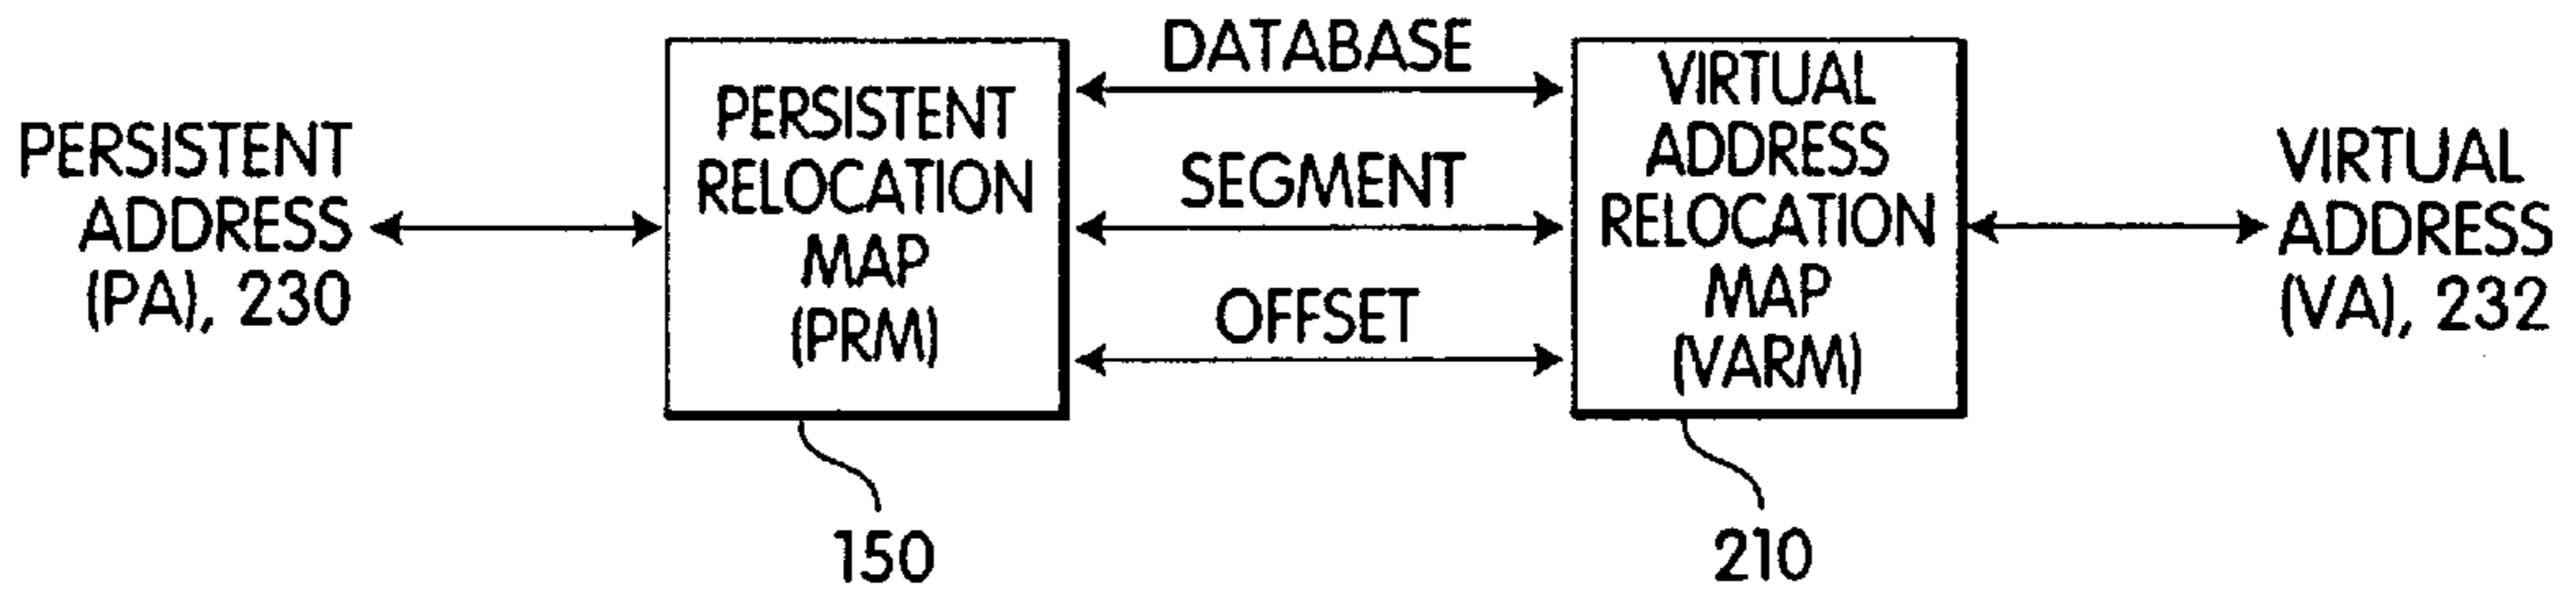 PERSISTENT
ADDRESS
(PA), 230
PERSISTENT
RELOCATION
MAP
(PRM)
150
DATABASE
SEGMENT
OFFSET
VIRTUAL
ADDRESS
RELOCATION
MAP
(VARM)
210
VIRTUAL
ADDRESS
(VA), 232